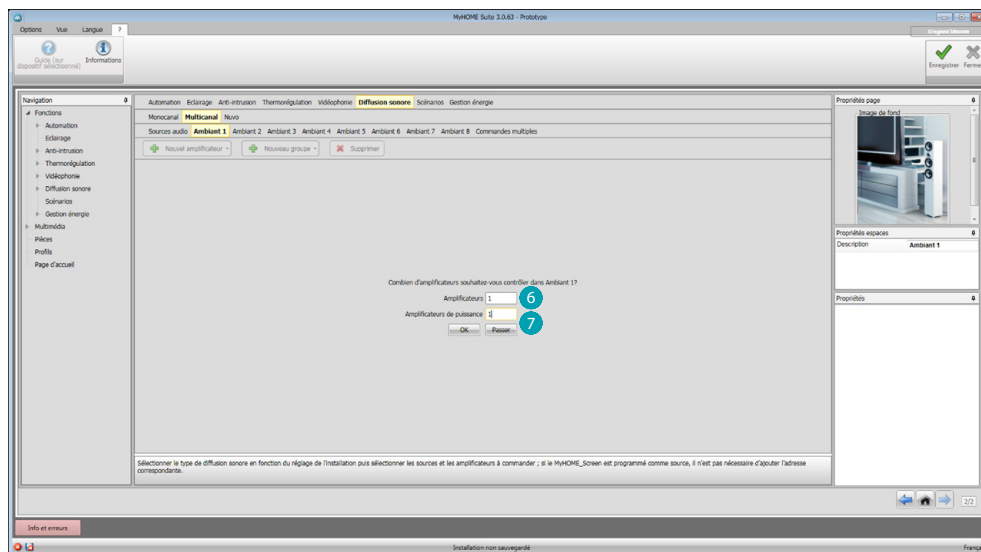 MyHOME Suite 3.0.63 - Prototype
Options Vue Langue ?
Guide (sur dispositif sélectionné)
Informations
Enregistrer Ferme
Navigation
Fonctions
Automation
Eclairage
Anti-intrusion
Thermorégulation
Vidéophonie
Diffusion sonore
Scénarios
Gestion énergie
Multimédia
Pièces
Profils
Page d'accueil
Automation Eclairage Anti-intrusion Thermorégulation Vidéophonie Diffusion sonore Scénarios Gestion énergie
Monocanal Multicanal Nuvo
Sources audio Ambiant 1 Ambiant 2 Ambiant 3 Ambiant 4 Ambiant 5 Ambiant 6 Ambiant 7 Ambiant 8 Commandes multiples
Nouvel amplificateur Nouveau groupe Supprimer
Combien d'amplificateurs souhaitez-vous contrôler dans Ambiant 1?
Amplificateurs 1 6
Amplificateurs de puissance 1 7
OK Passer
Sélectionner le type de diffusion sonore en fonction du réglage de l'installation puis sélectionner les sources et les amplificateurs à commander ; si le MyHOME_Screen est programmé comme source, il n'est pas nécessaire d'ajouter l'adresse
correspondante.
Propriétés page
Image de fond
Propriétés espaces
Description Ambiant 1
Propriétés
2/2
Info et erreurs
Installation non sauvegardé
França